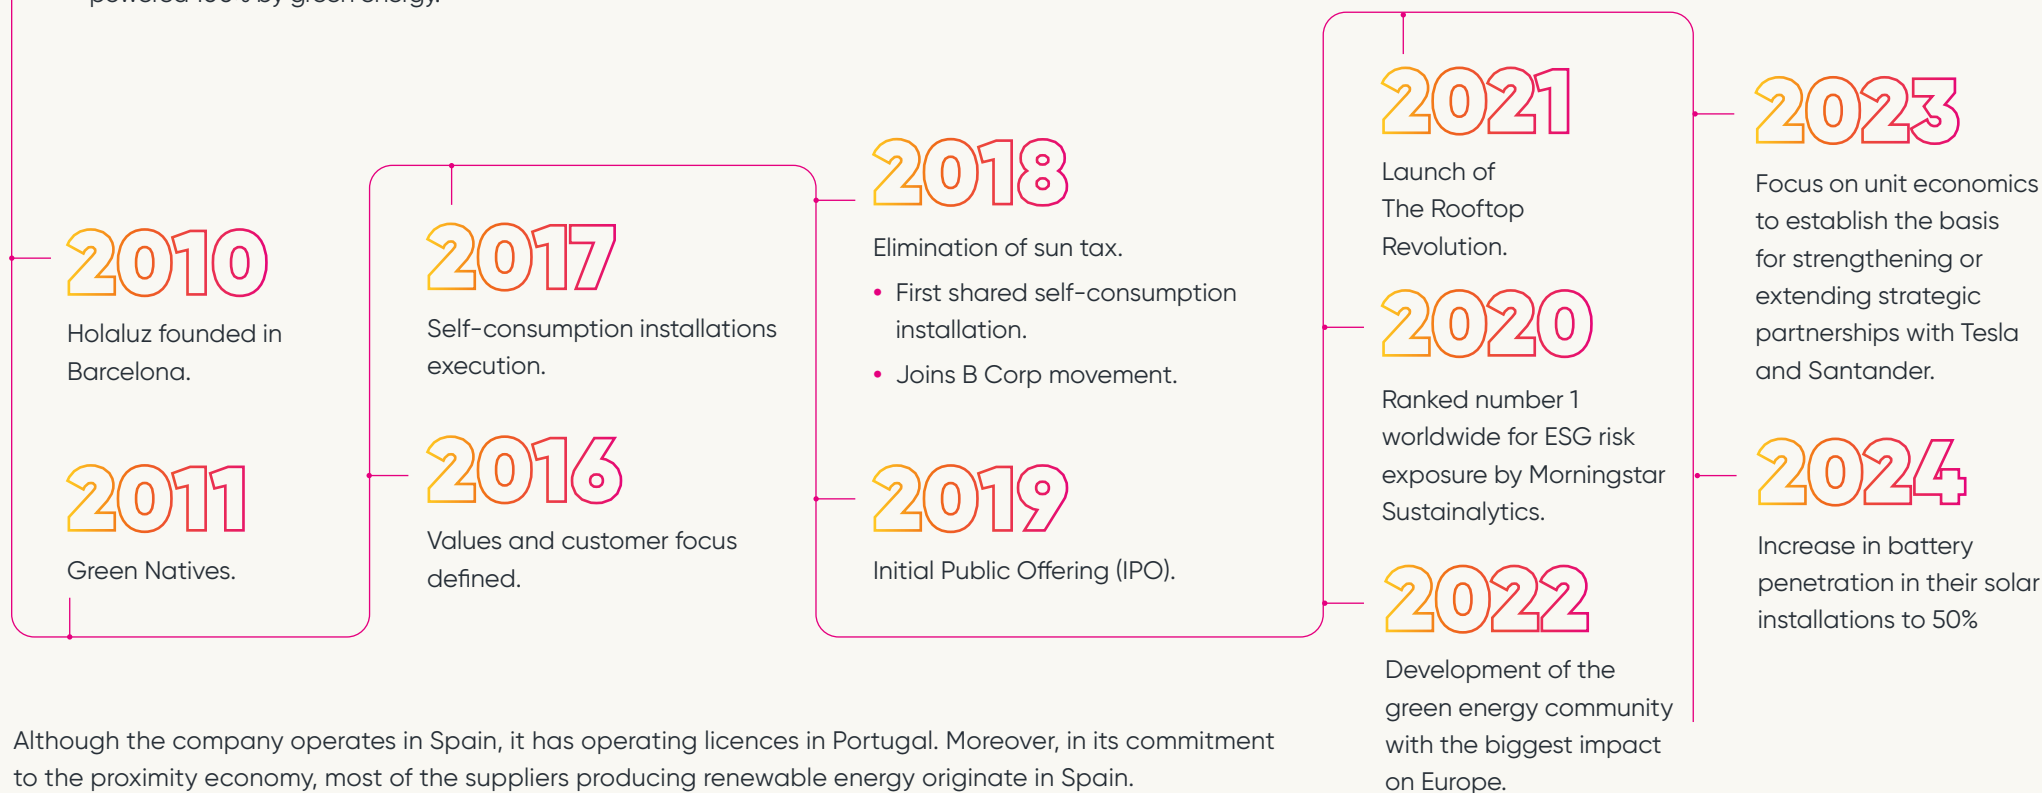 powered 100% by green energy.
2010
Holaluz founded in
Barcelona.
2011
Green Natives.
2017
Self-consumption installations
execution.
2016
Values and customer focus
defined.
2018
Elimination of sun tax.
• First shared self-consumption
installation.
• Joins B Corp movement.
2019
Initial Public Offering (IPO).
2021
Launch of
The Rooftop
Revolution.
2020
Ranked number 1
worldwide for ESG risk
exposure by Morningstar
Sustainalytics.
2022
Development of the
green energy community
with the biggest impact
on Europe.
2023
Focus on unit economics
to establish the basis
for strengthening or
extending strategic
partnerships with Tesla
and Santander.
2024
Increase in battery
penetration in their solar
installations to 50%
Although the company operates in Spain, it has operating licences in Portugal. Moreover, in its commitment
to the proximity economy, most of the suppliers producing renewable energy originate in Spain.